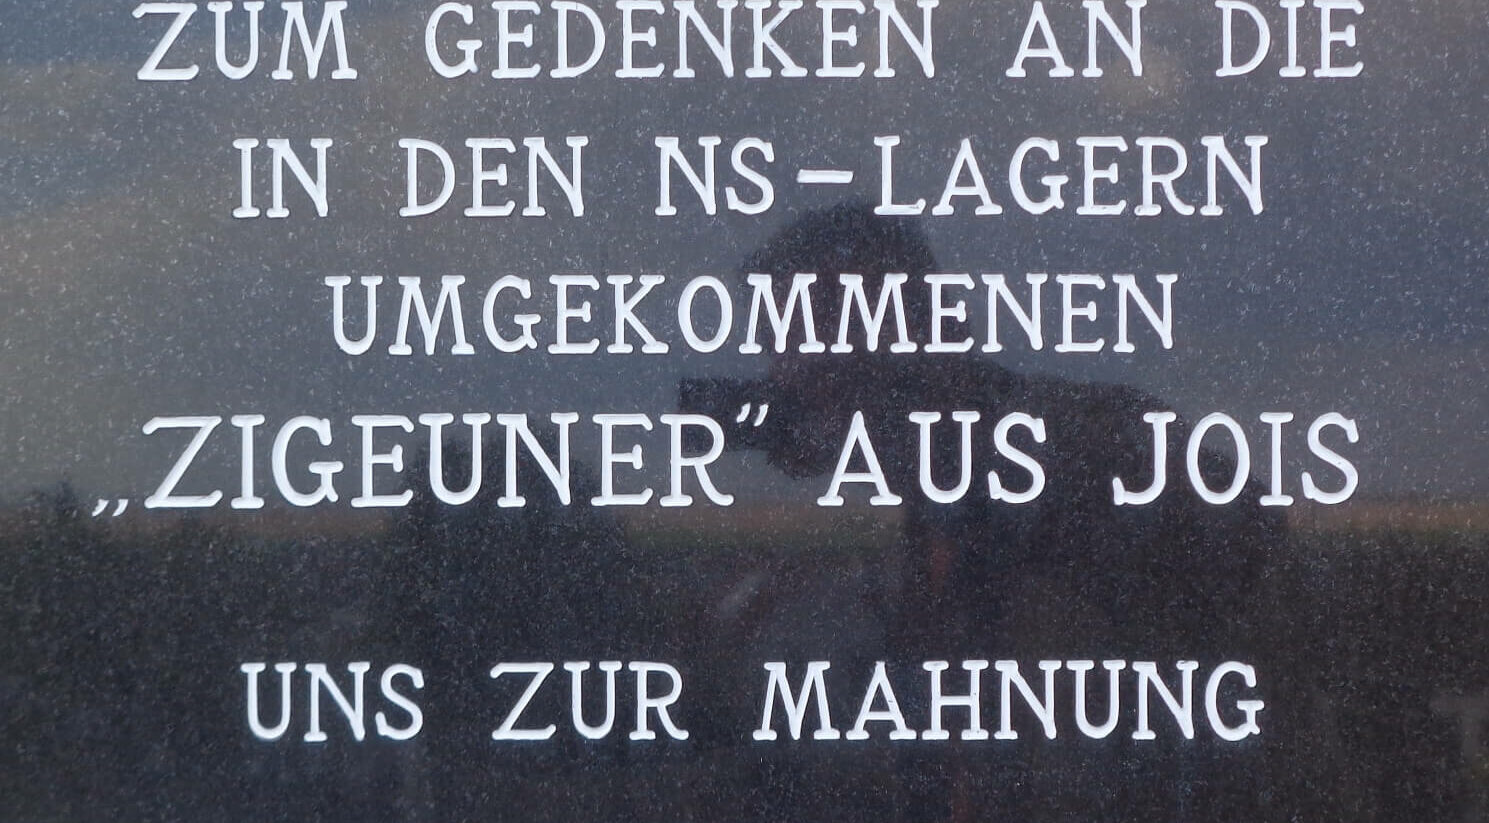 ZUM GEDENKEN AN DIE
IN DEN NS-LAGERN
UMGEKOMMENEN
„ZIGEUNER” AUS JOIS
UNS ZUR MAHNUNG